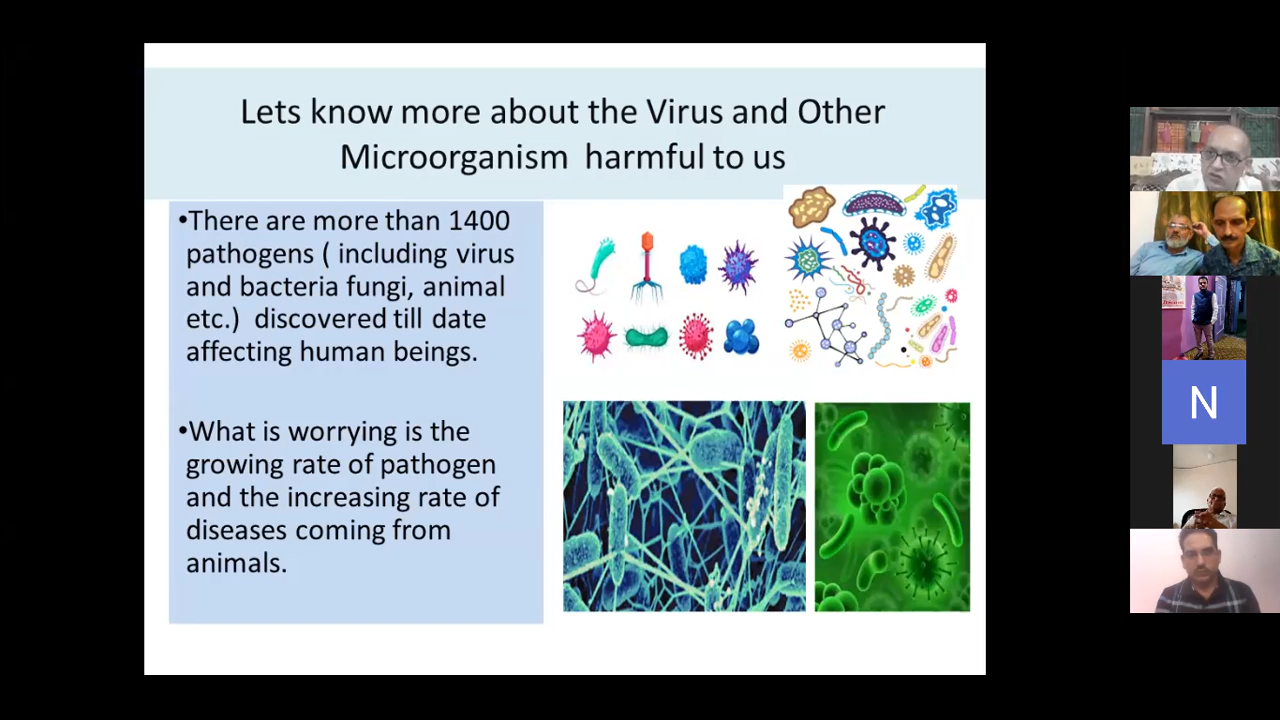 Lets know more about the Virus and Other
Microorganism harmful to us
•There are more than 1400
pathogens ( including virus
and bacteria fungi, animal
etc.) discovered till date
affecting human beings.
•What is worrying is the
growing rate of pathogen
and the increasing rate of
diseases coming from
animals.
N